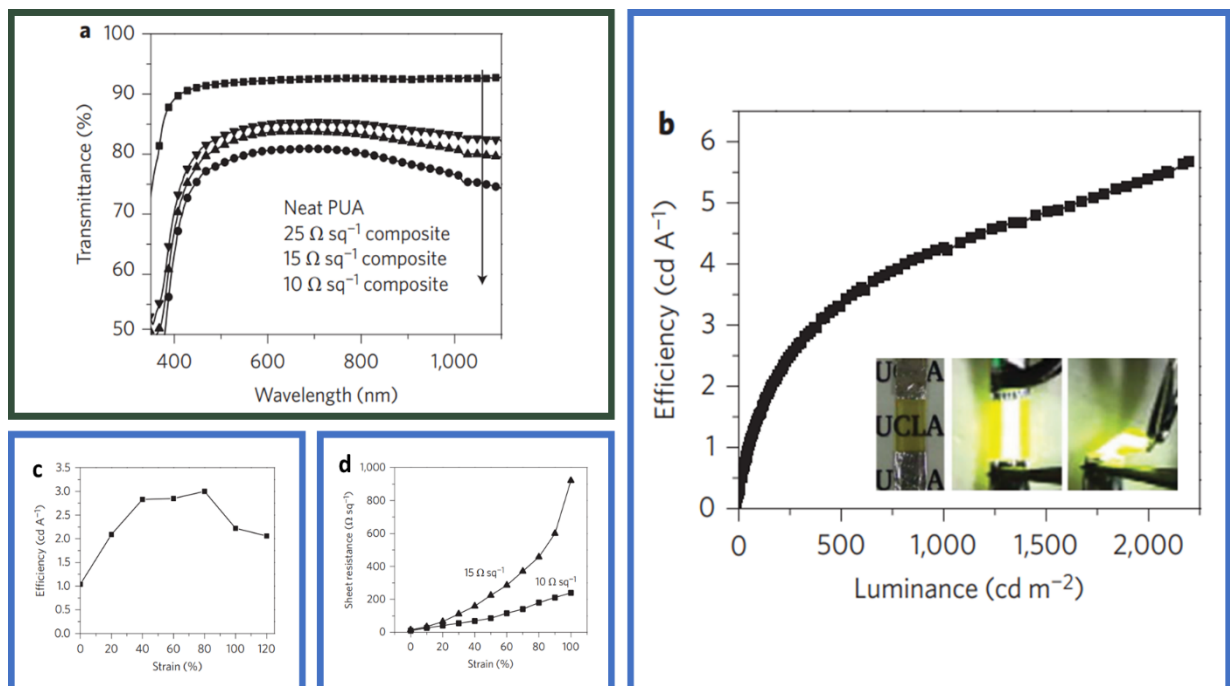 a
100
90
80
70
60
50
Transmittance (%)
Neat PUA
25 Ω sq⁻¹ composite
15 Ω sq⁻¹ composite
10 Ω sq⁻¹ composite
400
600
800
1,000
Wavelength (nm)
b
6
5
4
3
2
1
0
Efficiency (cd A⁻¹)
UCLA
UCLA
U A
0
500
1,000
1,500
2,000
Luminance (cd m⁻²)
c
3.5
3.0
2.5
2.0
1.5
1.0
0.5
0.0
Efficiency (cd A⁻¹)
0 20 40 60 80 100 120
Strain (%)
d
1,000
800
600
400
200
0
Sheet resistance (Ω sq⁻¹)
15 Ω sq⁻¹
10 Ω sq⁻¹
0 20 40 60 80 100
Strain (%)